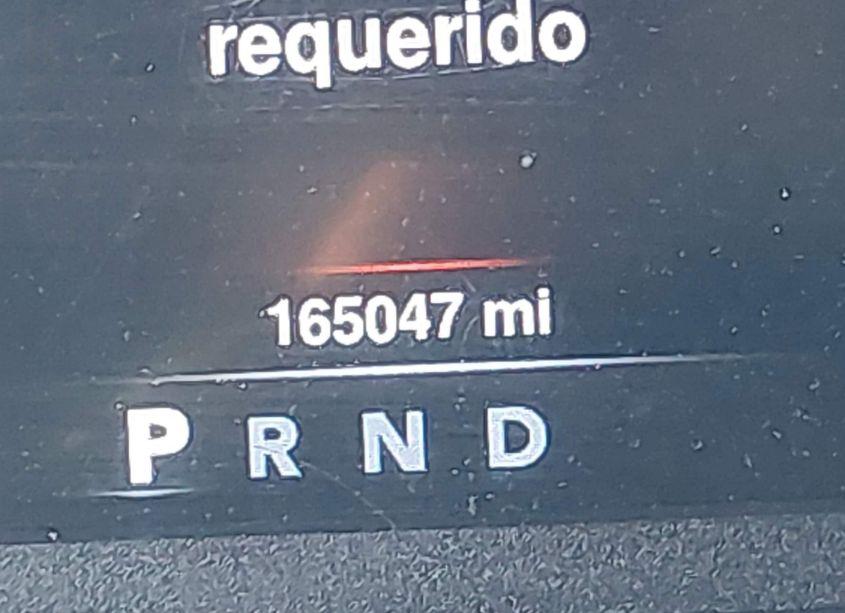 requerido
165047 mi
P R N D